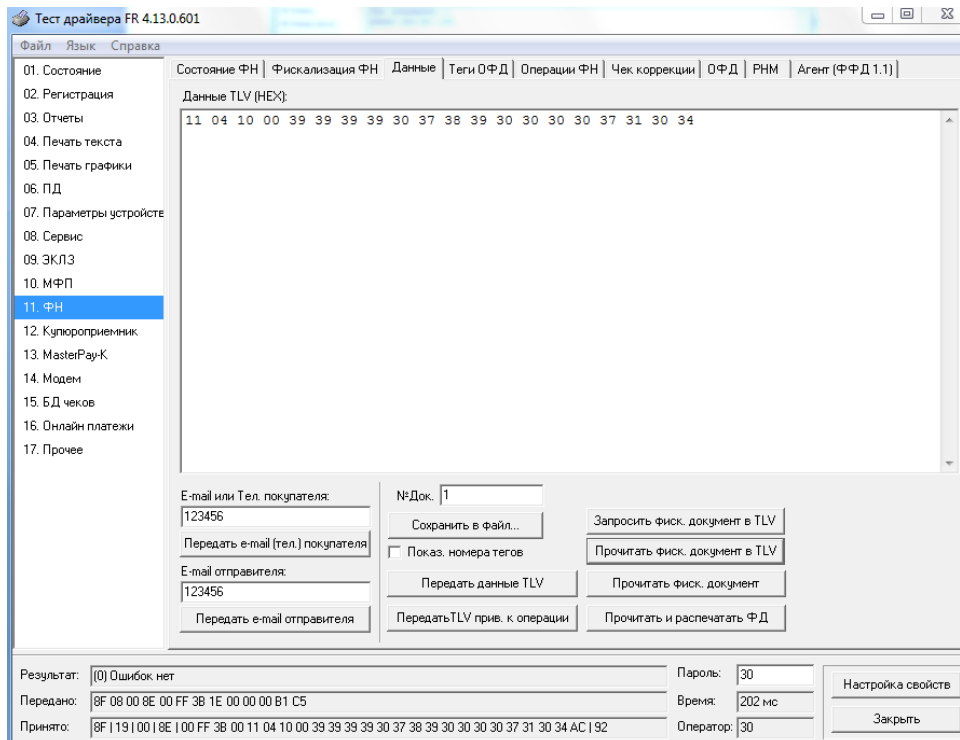 Тест драйвера FR 4.13.0.601
Файл Язык Справка
01. Состояние
02. Регистрация
03. Отчеты
04. Печать текста
05. Печать графики
06. ПД
07. Параметры устройств
08. Сервис
09. ЭКЛЗ
10. МФП
11. ФН
12. Купюроприемник
13. MasterPay-K
14. Модем
15. БД чеков
16. Онлайн платежи
17. Прочее
Состояние ФН Фискализация ФН Данные Теги ОФД Операции ФН Чек коррекции ОФД РНМ Агент (ФФД 1.1)
Данные TLV (HEX):
11 04 10 00 39 39 39 39 30 37 38 39 30 30 30 30 37 31 30 34
E-mail или Тел. покупателя:
123456
Передать e-mail (тел.) покупателя
E-mail отправителя:
123456
Передать e-mail отправителя
№Док. 1
Сохранить в файл...
Показ. номера тегов
Передать данные TLV
ПередатьTLV прив. к операции
Запросить фиск. документ в TLV
Прочитать фиск. документ в TLV
Прочитать фиск. документ
Прочитать и распечатать ФД
Результат: (0) Ошибок нет
Передано: 8F 08 00 8E 00 FF 3B 1E 00 00 00 B1 C5
Принято: 8F | 19 | 00 | 8E | 00 FF 3B 00 11 04 10 00 39 39 39 39 30 37 38 39 30 30 30 30 37 31 30 34 AC | 92
Пароль: 30
Время: 202 мс
Оператор: 30
Настройка свойств
Закрыть